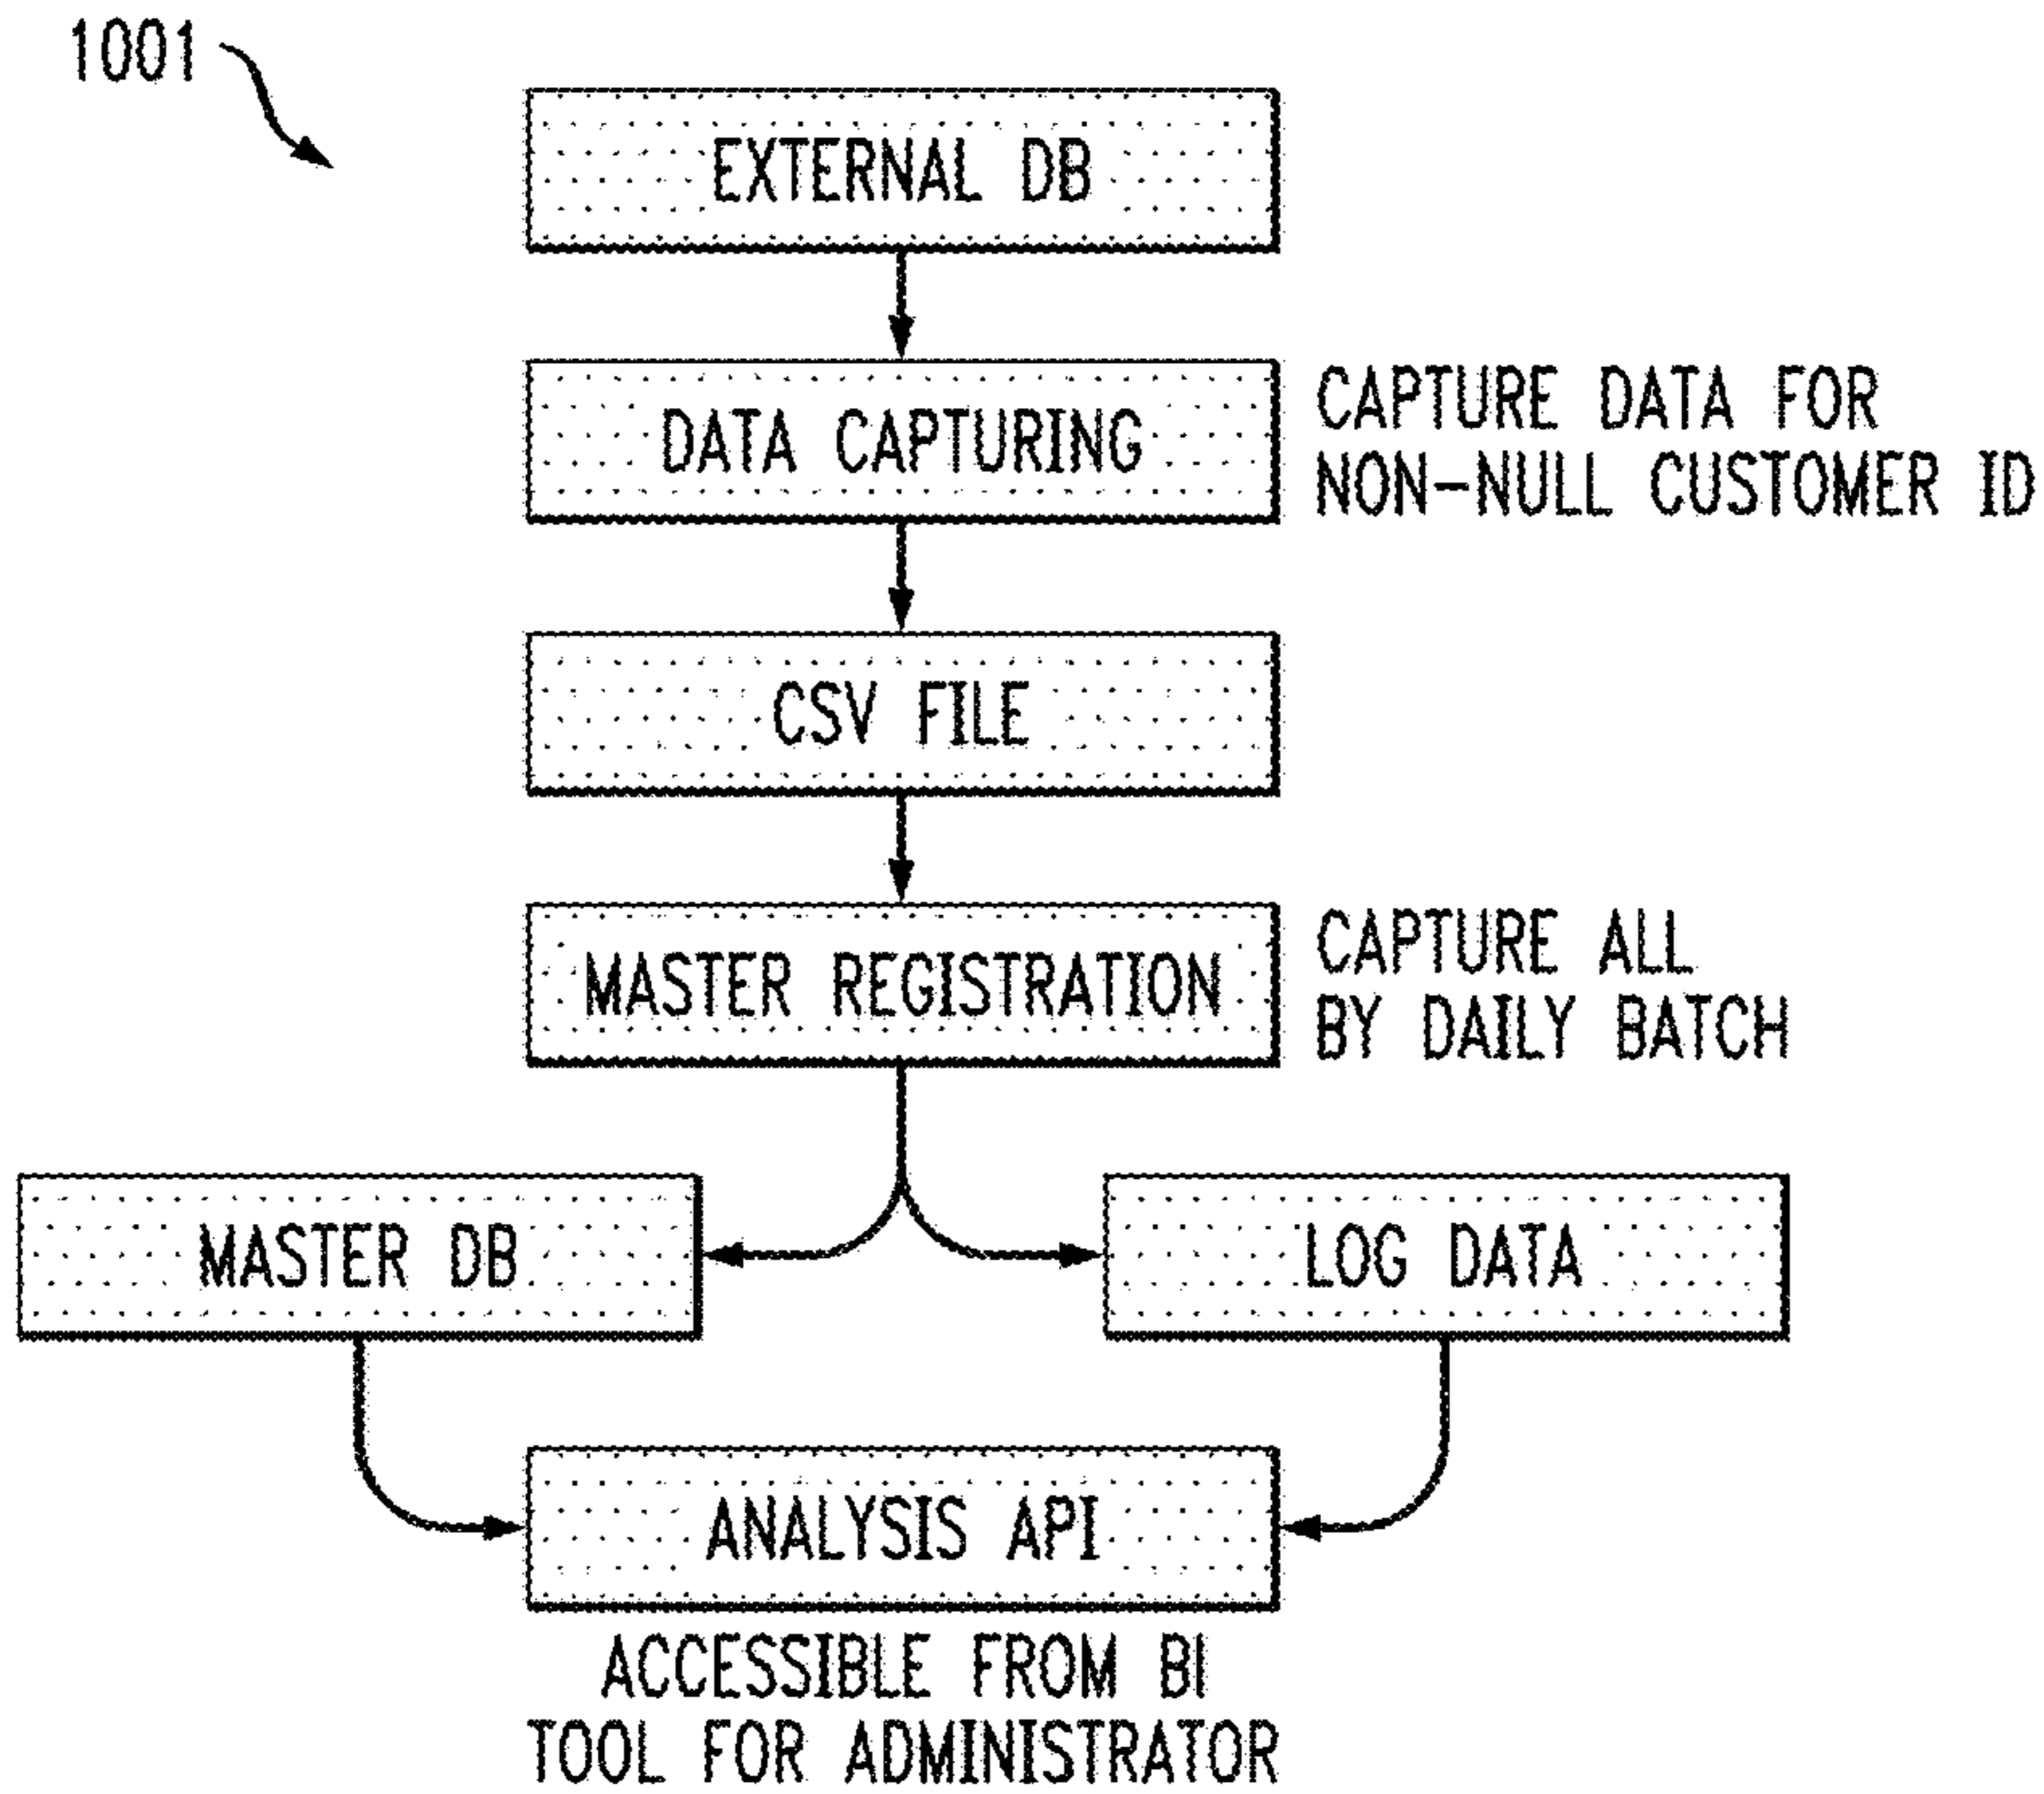 1001
EXTERNAL DB
DATA CAPTURING
CAPTURE DATA FOR
NON-NULL CUSTOMER ID
CSV FILE
MASTER REGISTRATION
CAPTURE ALL
BY DAILY BATCH
MASTER DB
LOG DATA
ANALYSIS API
ACCESSIBLE FROM BI
TOOL FOR ADMINISTRATOR